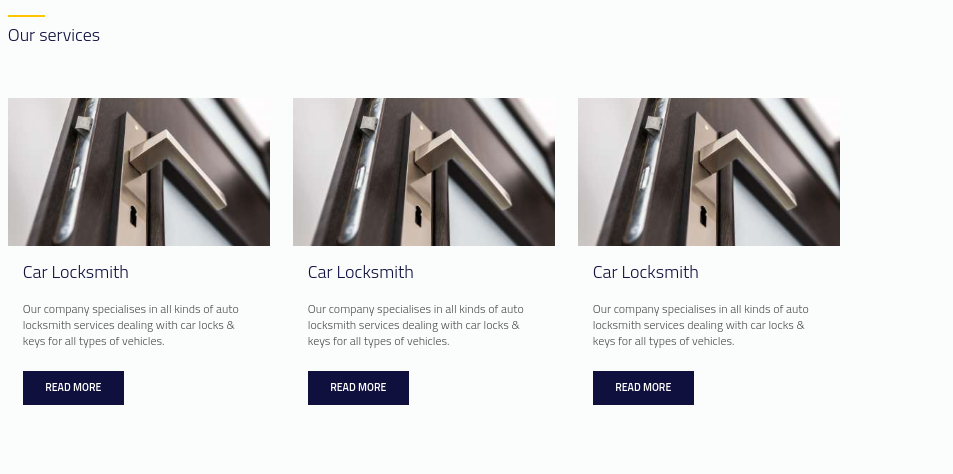 Our services
Car Locksmith
Our company specialises in all kinds of auto
locksmith services dealing with car locks &
keys for all types of vehicles.
READ MORE
Car Locksmith
Our company specialises in all kinds of auto
locksmith services dealing with car locks &
keys for all types of vehicles.
READ MORE
Car Locksmith
Our company specialises in all kinds of auto
locksmith services dealing with car locks &
keys for all types of vehicles.
READ MORE